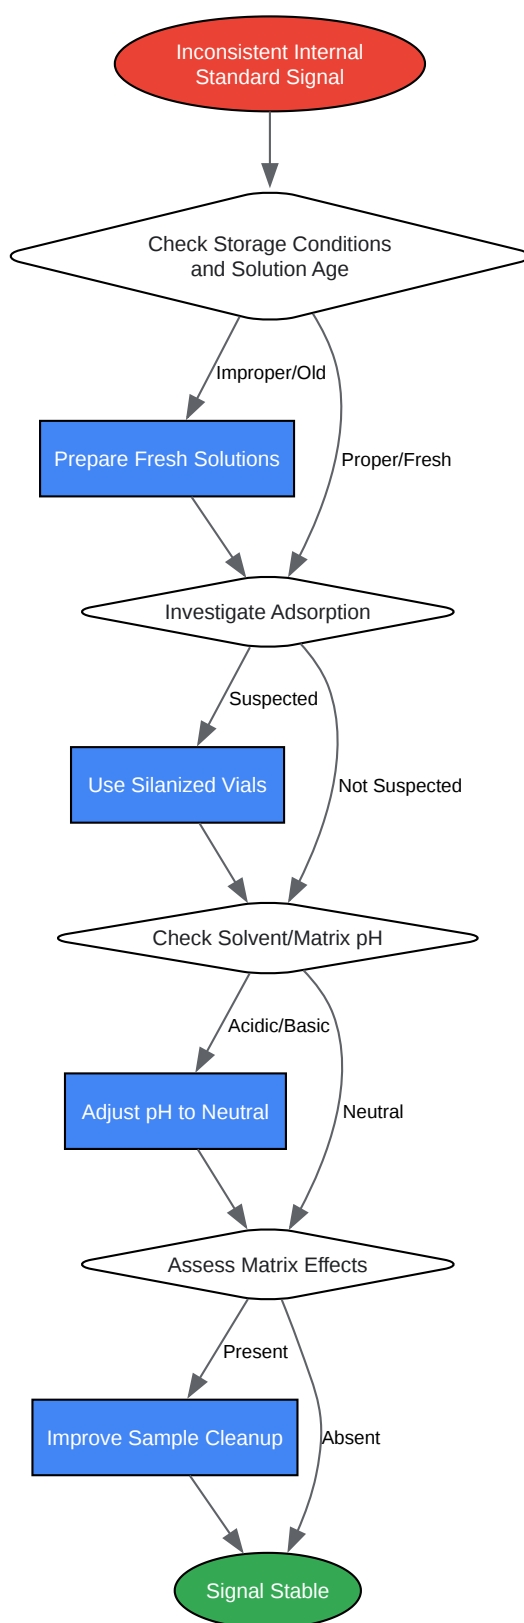 Inconsistent Internal
Standard Signal
Check Storage Conditions
and Solution Age
Improper/Old
Prepare Fresh Solutions
Proper/Fresh
Investigate Adsorption
Suspected
Use Silanized Vials
Not Suspected
Check Solvent/Matrix pH
Acidic/Basic
Adjust pH to Neutral
Neutral
Assess Matrix Effects
Present
Improve Sample Cleanup
Absent
Signal Stable